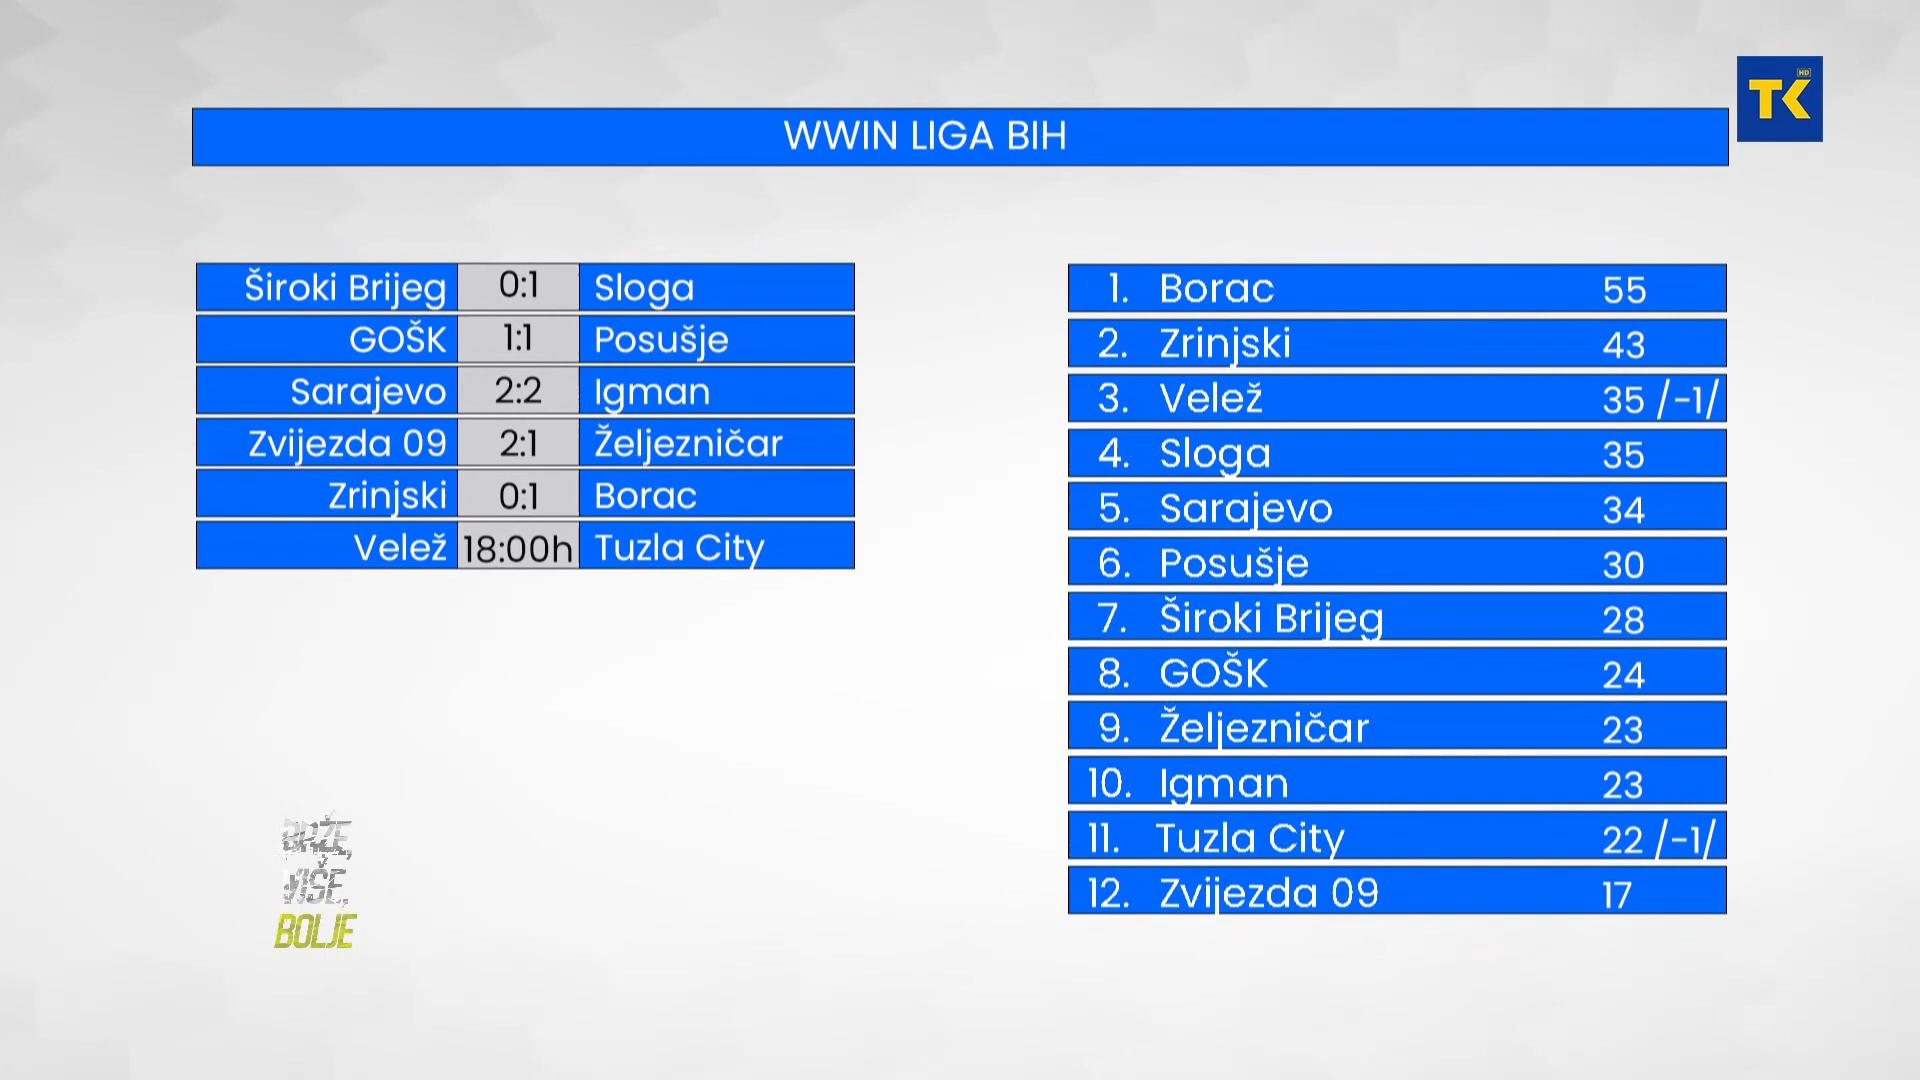 HD
TK
WWIN LIGA BIH
Široki Brijeg 0:1 Sloga
GOŠK 1:1 Posušje
Sarajevo 2:2 Igman
Zvijezda 09 2:1 Željezničar
Zrinjski 0:1 Borac
Velež 18:00h Tuzla City
1. Borac 55
2. Zrinjski 43
3. Velež 35 /-1/
4. Sloga 35
5. Sarajevo 34
6. Posušje 30
7. Široki Brijeg 28
8. GOŠK 24
9. Željezničar 23
10. Igman 23
11. Tuzla City 22 /-1/
12. Zvijezda 09 17
BRŽE,
VIŠE,
BOLJE